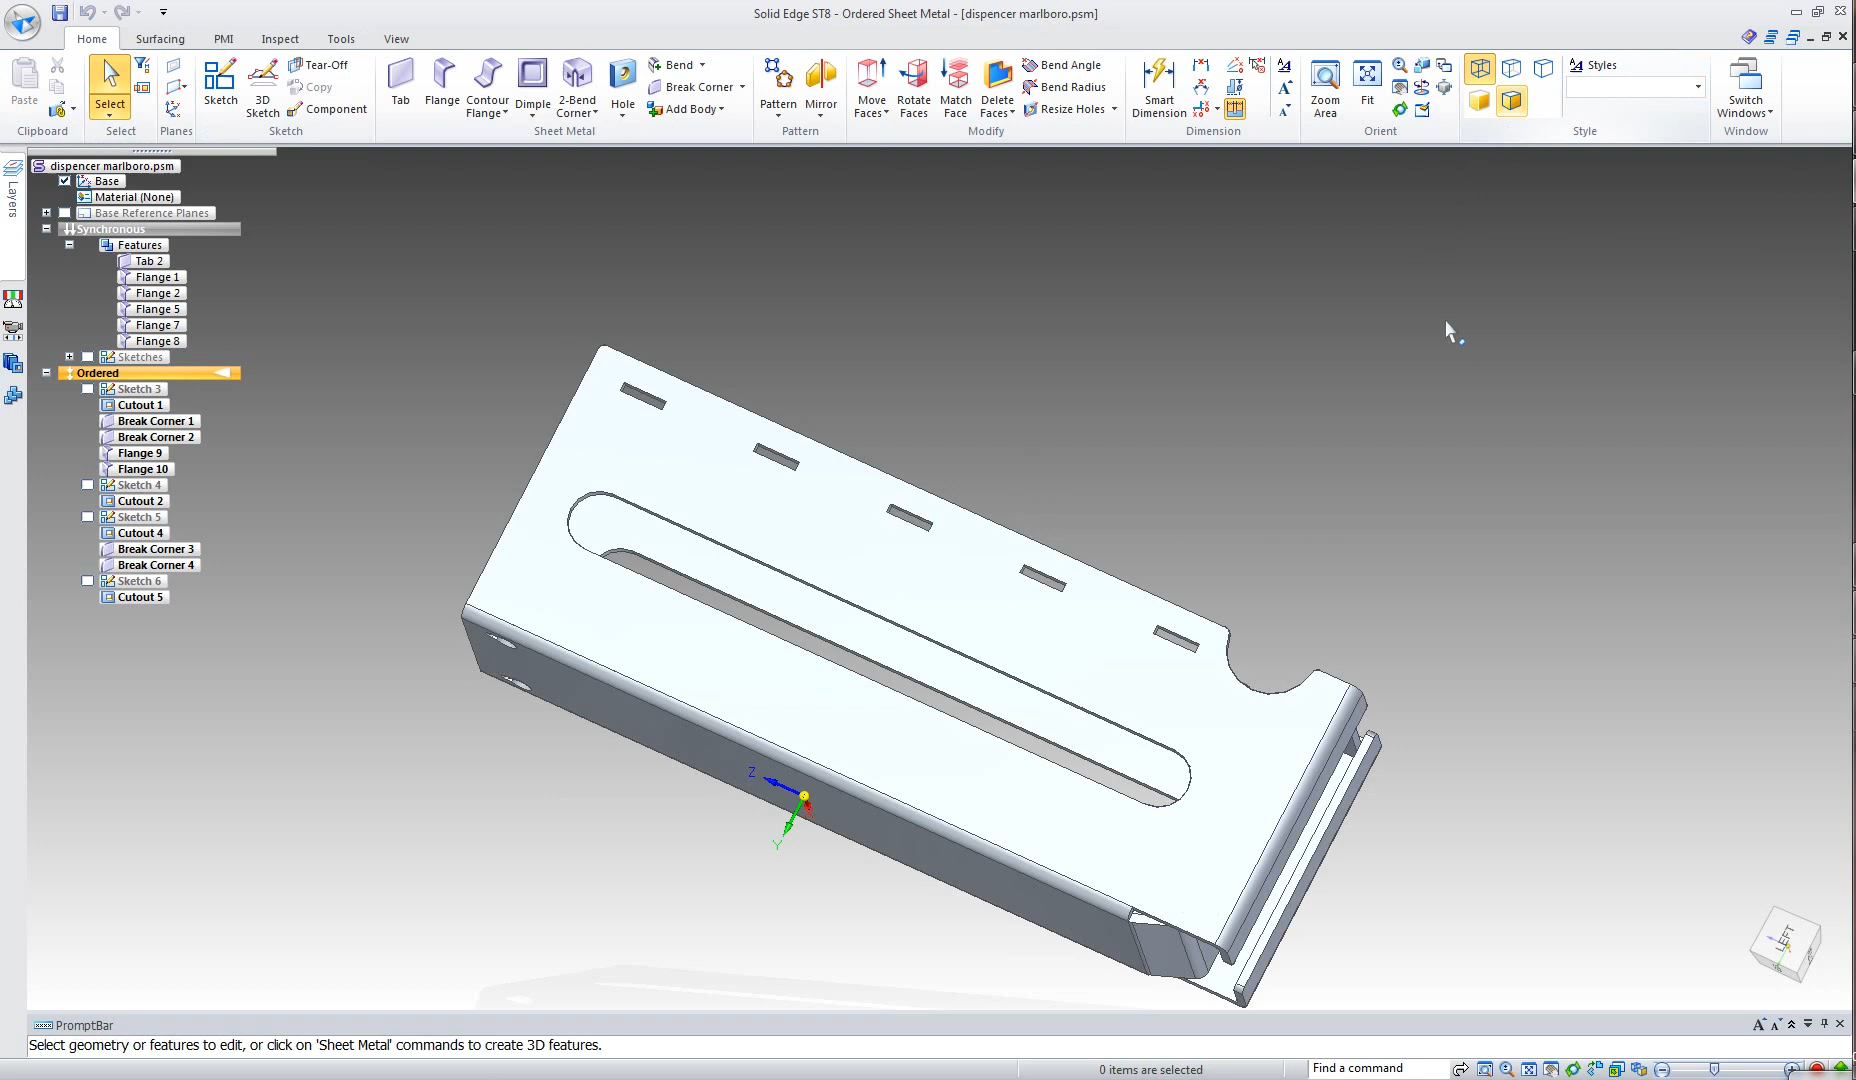 Solid Edge ST8 - Ordered Sheet Metal - [dispencer marlboro.psm]
Home Surfacing PMI Inspect Tools View
Paste
Clipboard
Select
Select
Planes
Sketch
3D Sketch
Tear-Off
Copy
Component
Sketch
Tab
Flange
Contour Flange
Dimple
2-Bend Corner
Hole
Bend
Break Corner
Add Body
Sheet Metal
Pattern
Mirror
Pattern
Move Faces
Rotate Faces
Match Face
Delete Faces
Bend Angle
Bend Radius
Resize Holes
Modify
Smart Dimension
Dimension
Zoom Area
Fit
Orient
Styles
Style
Switch Windows
Window
Layers
dispencer marlboro.psm
Base
Material (None)
Base Reference Planes
Synchronous
Features
Tab 2
Flange 1
Flange 2
Flange 5
Flange 7
Flange 8
Sketches
Ordered
Sketch 3
Cutout 1
Break Corner 1
Break Corner 2
Flange 9
Flange 10
Sketch 4
Cutout 2
Sketch 5
Cutout 4
Break Corner 3
Break Corner 4
Sketch 6
Cutout 5
Z
Y
LEFT
PromptBar
Select geometry or features to edit, or click on 'Sheet Metal' commands to create 3D features.
0 items are selected
Find a command